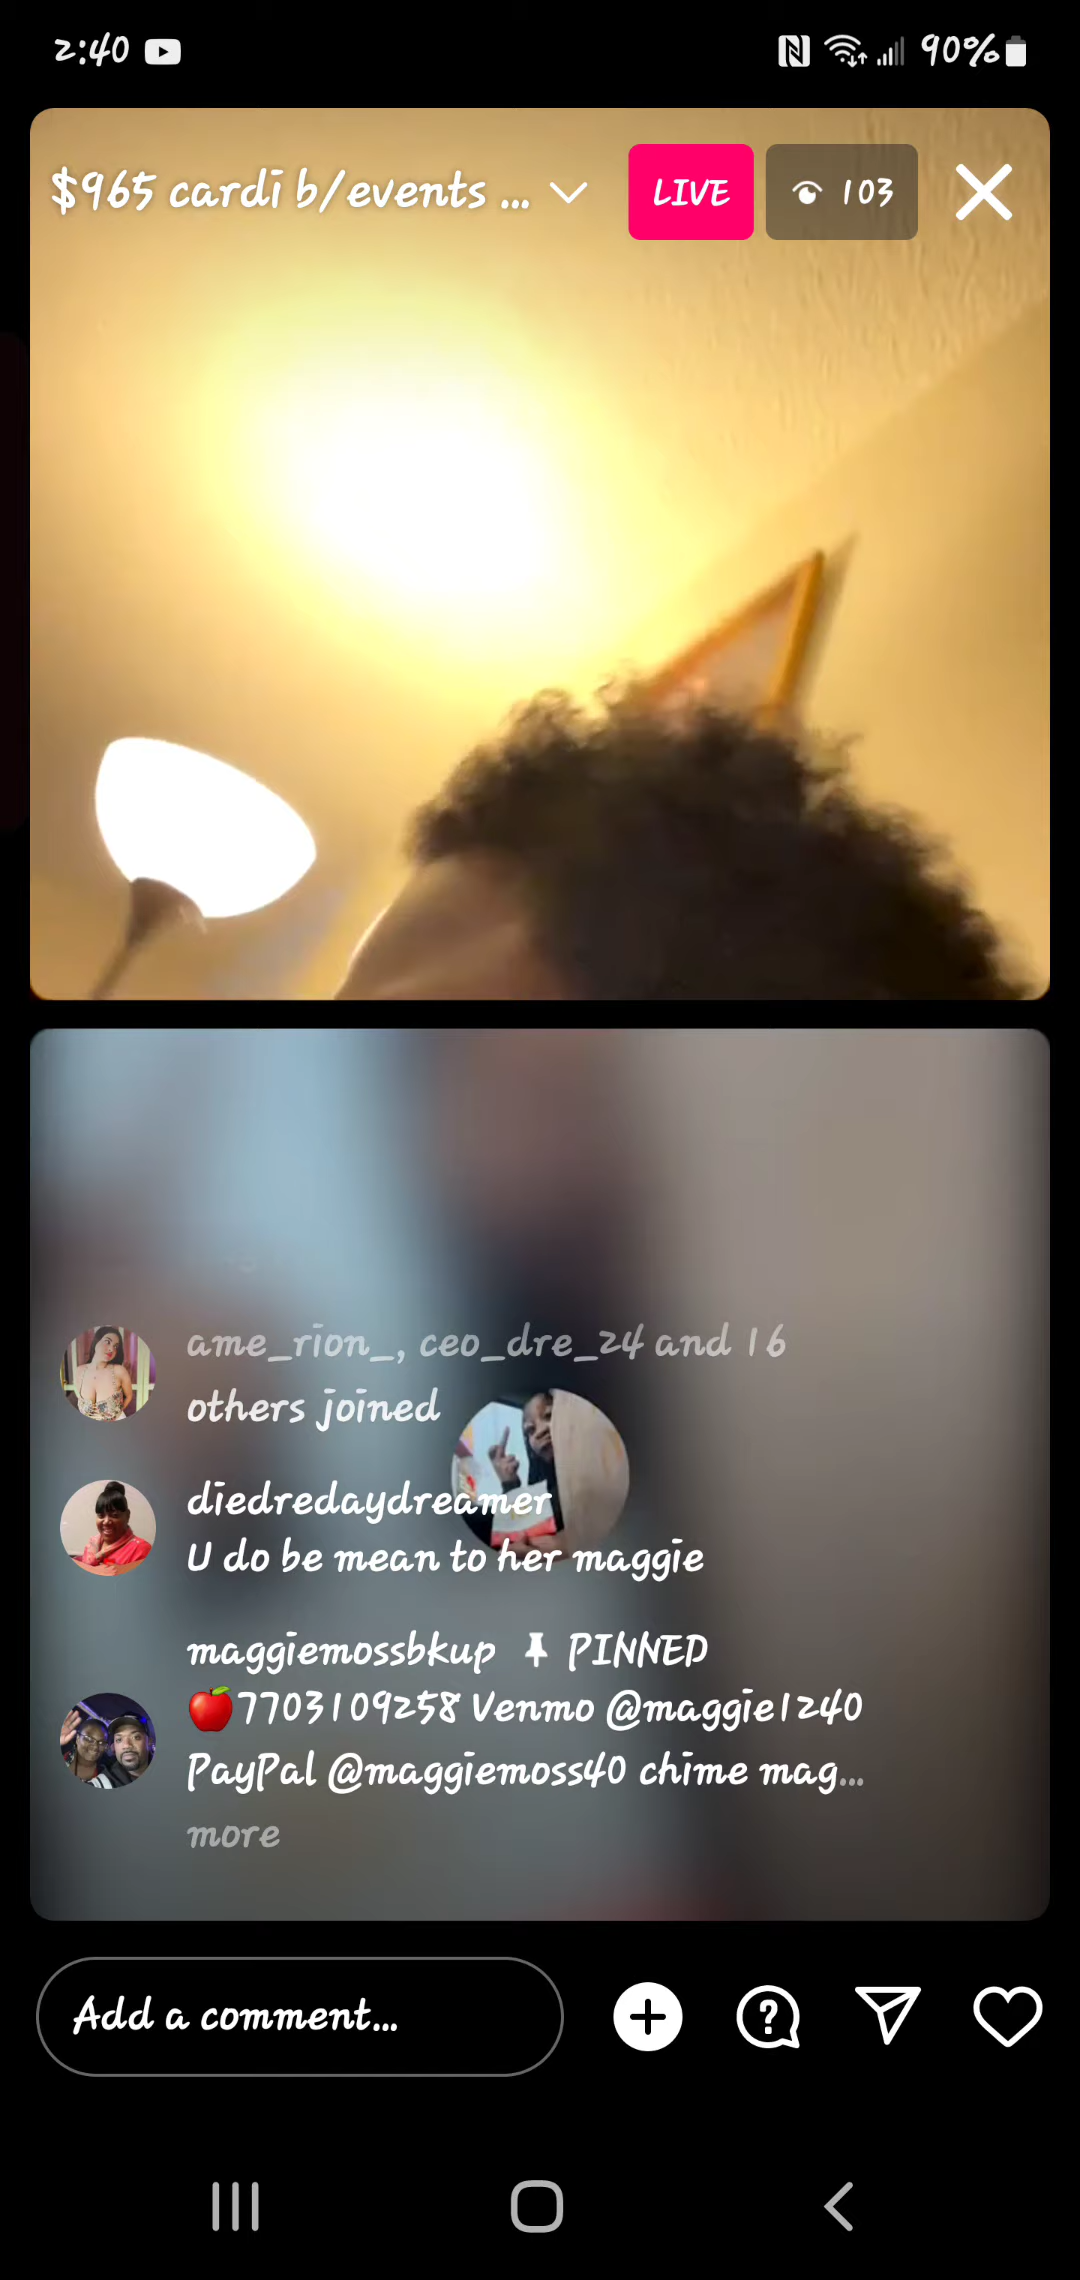 2:40
90%
$965 cardi b/events ...
LIVE
103
ame_rion_, ceo_dre_24 and 16
others joined
diedredaydreamer
U do be mean to her maggie
maggiemossbkup PINNED
🍎7703109258 Venmo @maggie1240
PayPal @maggiemoss40 chime mag...
more
Add a comment...